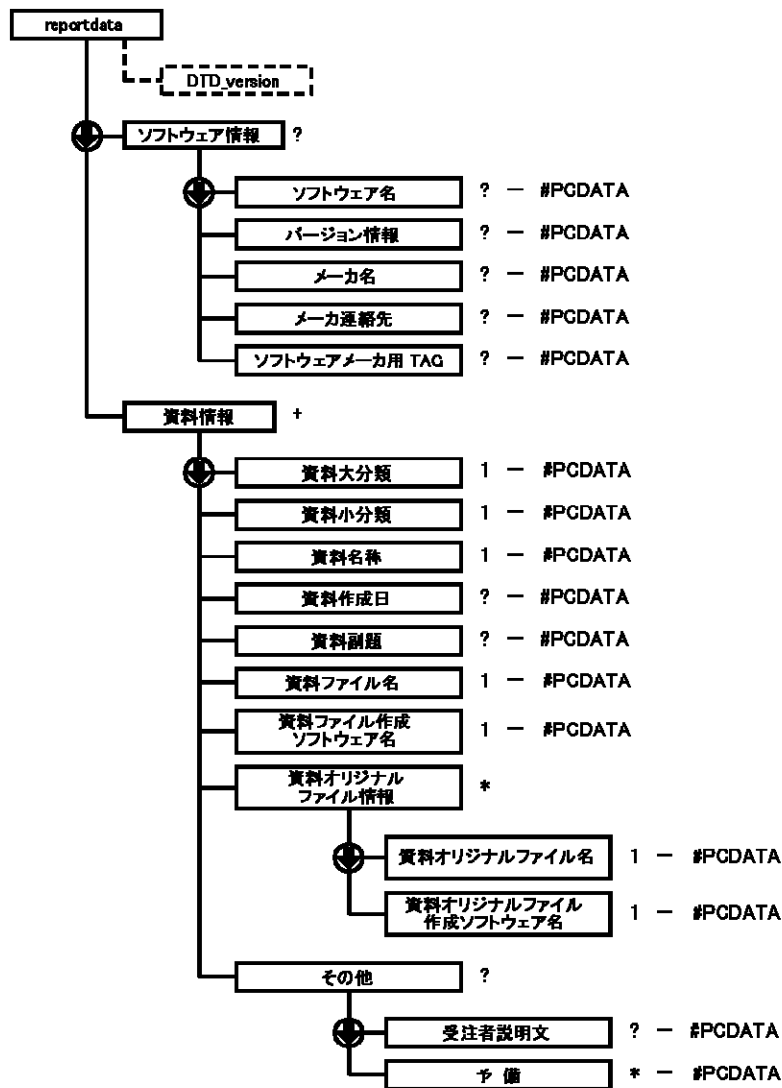 reportdata
DTD_version
ソフトウェア情報 ?
ソフトウェア名 ? － #PCDATA
バージョン情報 ? － #PCDATA
メーカ名 ? － #PCDATA
メーカ連絡先 ? － #PCDATA
ソフトウェアメーカ用 TAG ? － #PCDATA
資料情報 +
資料大分類 1 － #PCDATA
資料小分類 1 － #PCDATA
資料名称 1 － #PCDATA
資料作成日 ? － #PCDATA
資料副題 ? － #PCDATA
資料ファイル名 1 － #PCDATA
資料ファイル作成
ソフトウェア名 1 － #PCDATA
資料オリジナル
ファイル情報 *
資料オリジナルファイル名 1 － #PCDATA
資料オリジナルファイル
作成ソフトウェア名 1 － #PCDATA
その他 ?
受注者説明文 ? － #PCDATA
予 備 * － #PCDATA